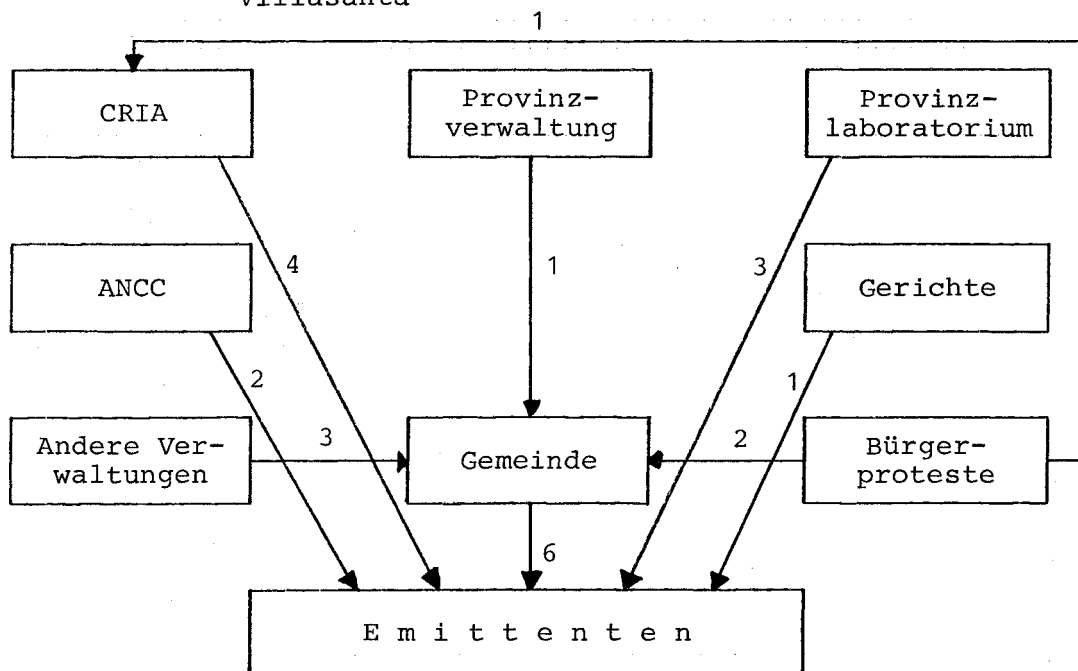 Villasanta
1
CRIA
Provinz-
verwaltung
Provinz-
laboratorium
4
1
3
ANCC
Gerichte
2
1
Andere Ver-
waltungen
3
Gemeinde
2
Bürger-
proteste
6
E m i t t e n t e n